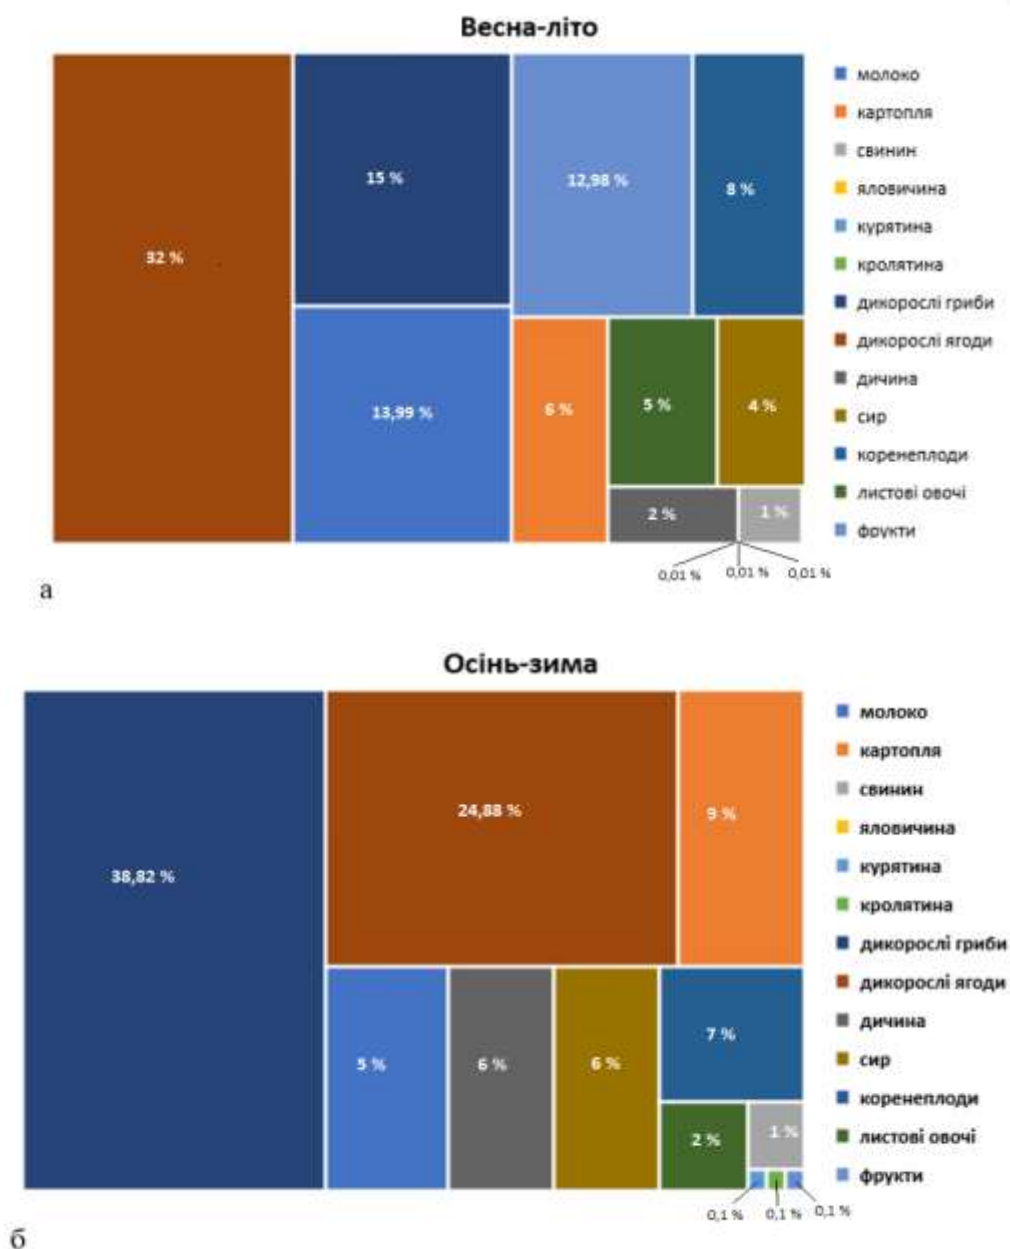 Весна-літо
32 %
15 %
13,99 %
12,98 %
8 %
6 %
5 %
4 %
2 %
1 %
0,01 %
0,01 %
0,01 %
молоко
картопля
свинин
яловичина
курятина
кролятина
дикорослі гриби
дикорослі ягоди
дичина
сир
коренеплоди
листові овочі
фрукти
а
Осінь-зима
38,82 %
24,88 %
9 %
5 %
6 %
6 %
7 %
2 %
1 %
0,1 %
0,1 %
0,1 %
молоко
картопля
свинин
яловичина
курятина
кролятина
дикорослі гриби
дикорослі ягоди
дичина
сир
коренеплоди
листові овочі
фрукти
б